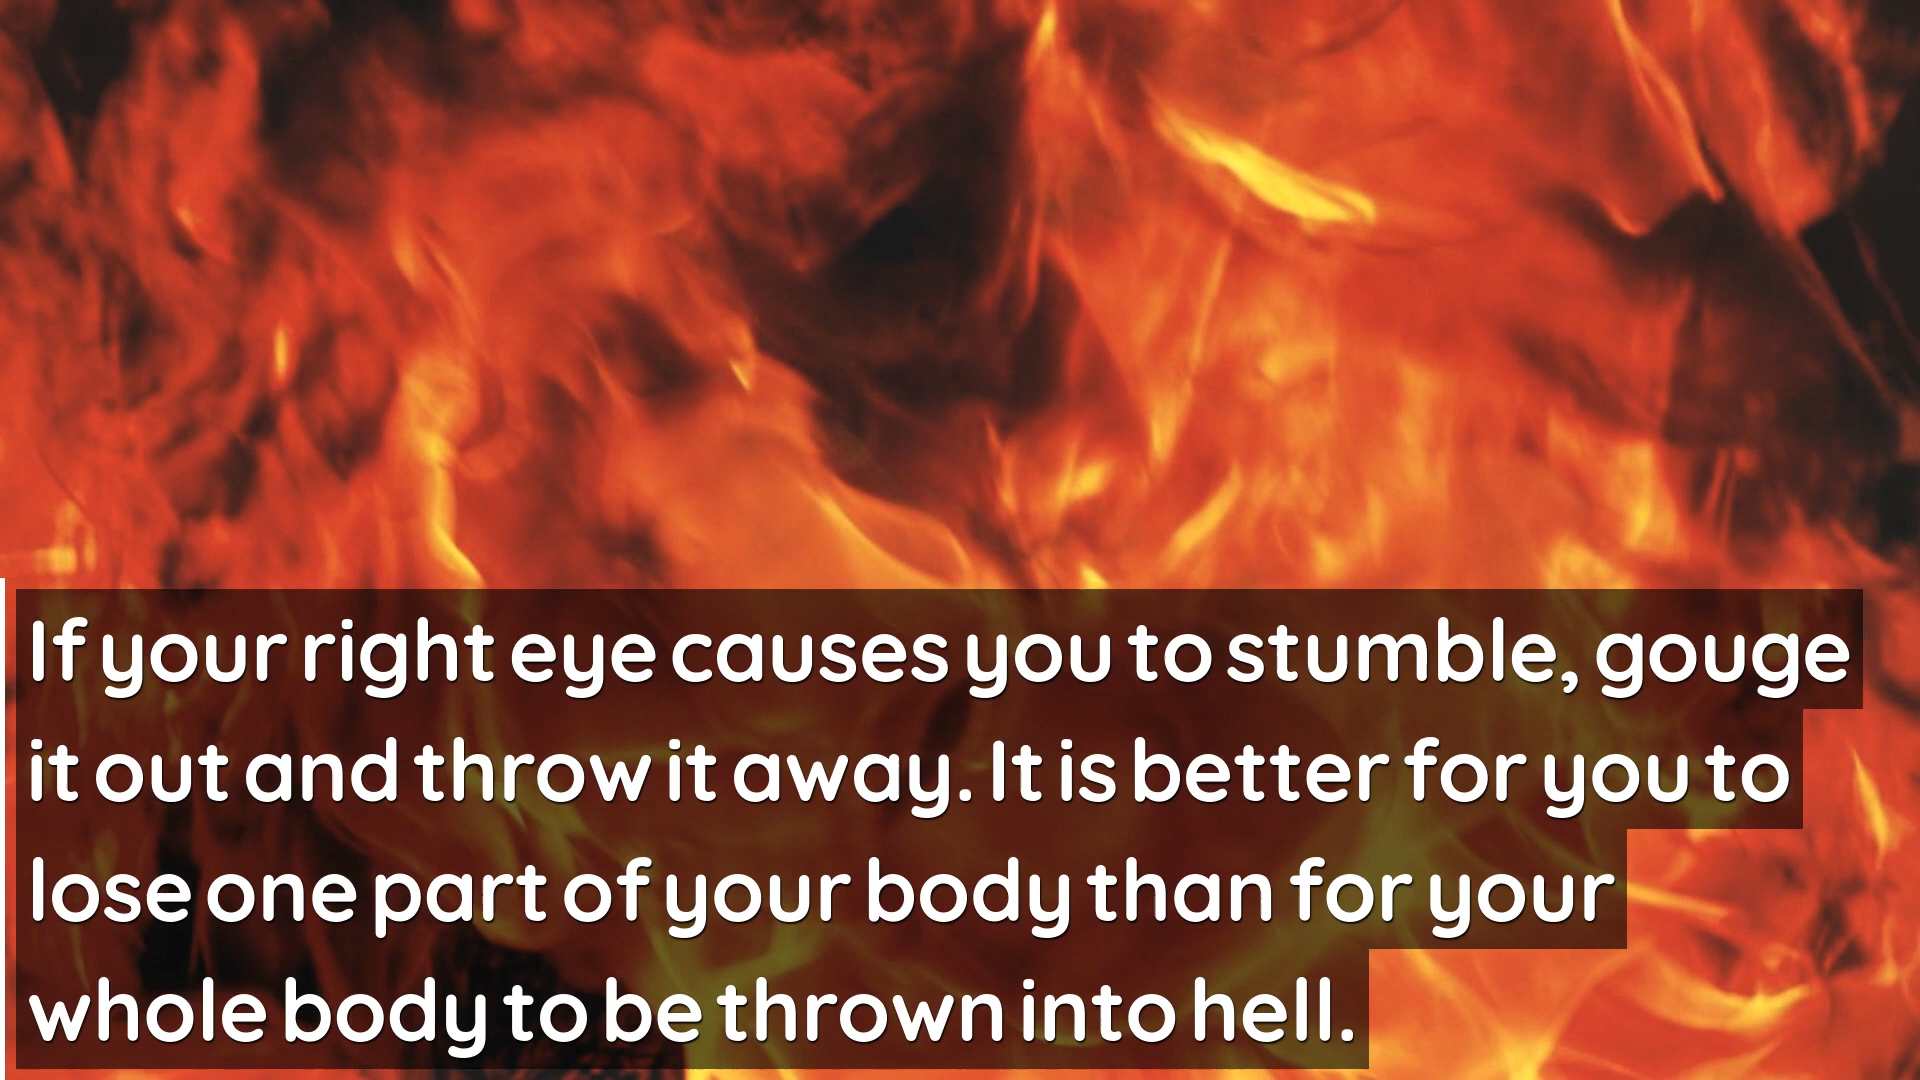 If your right eye causes you to stumble, gouge
it out and throw it away. It is better for you to
lose one part of your body than for your
whole body to be thrown into hell.